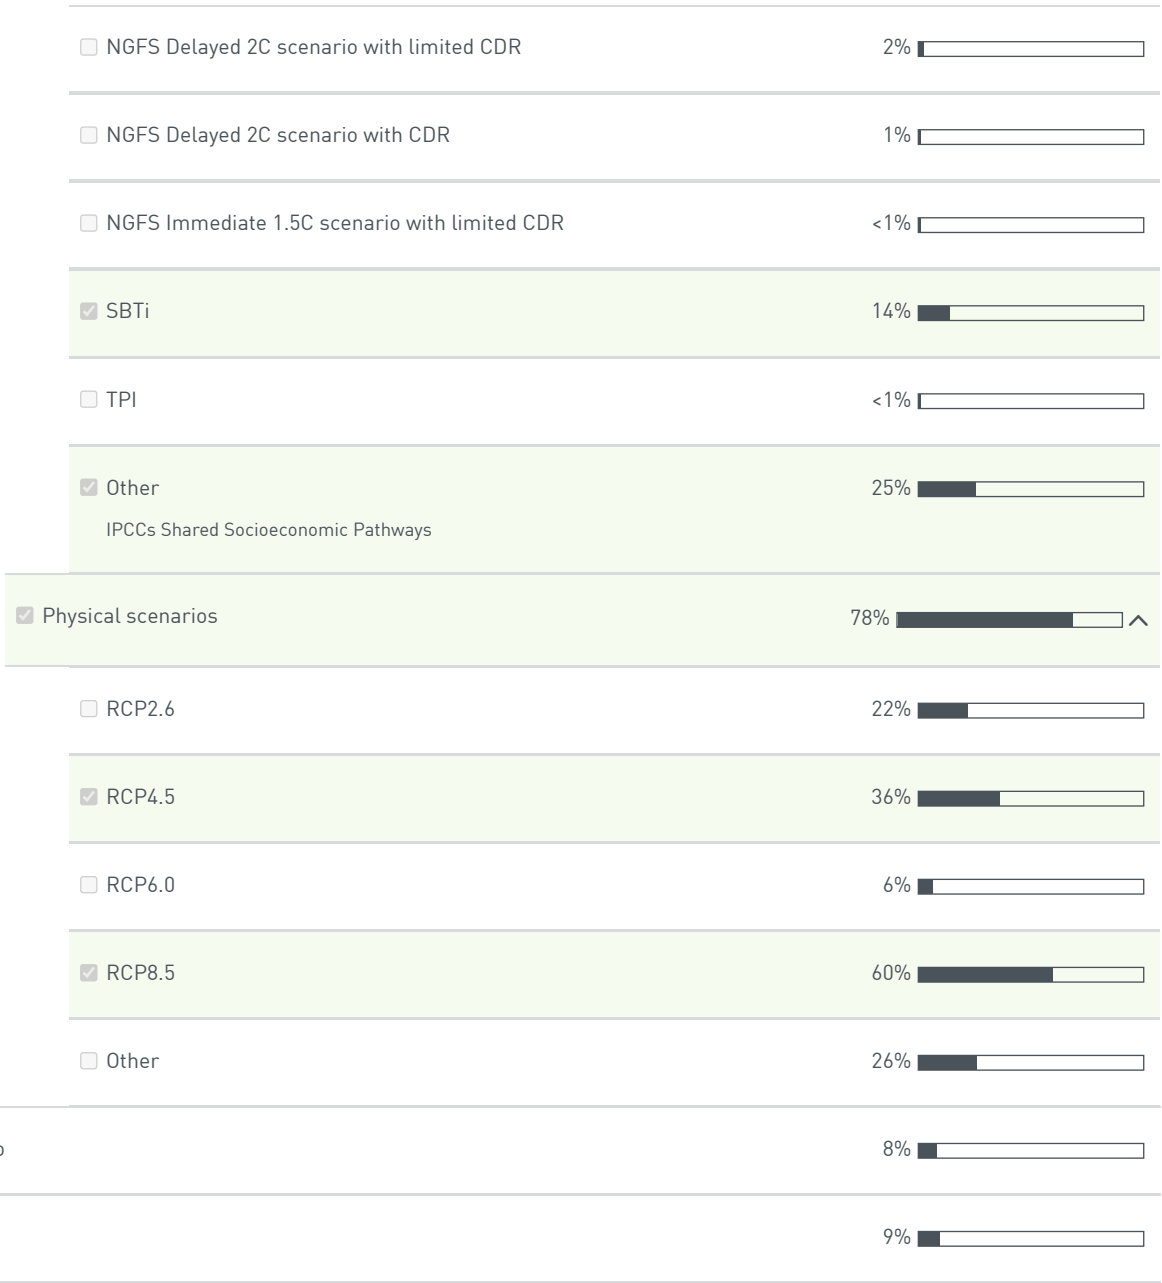 NGFS Delayed 2C scenario with limited CDR 2%
NGFS Delayed 2C scenario with CDR 1%
NGFS Immediate 1.5C scenario with limited CDR <1%
SBTi 14%
TPI <1%
Other 25%
IPCCs Shared Socioeconomic Pathways
Physical scenarios 78%
RCP2.6 22%
RCP4.5 36%
RCP6.0 6%
RCP8.5 60%
Other 26%
8%
9%